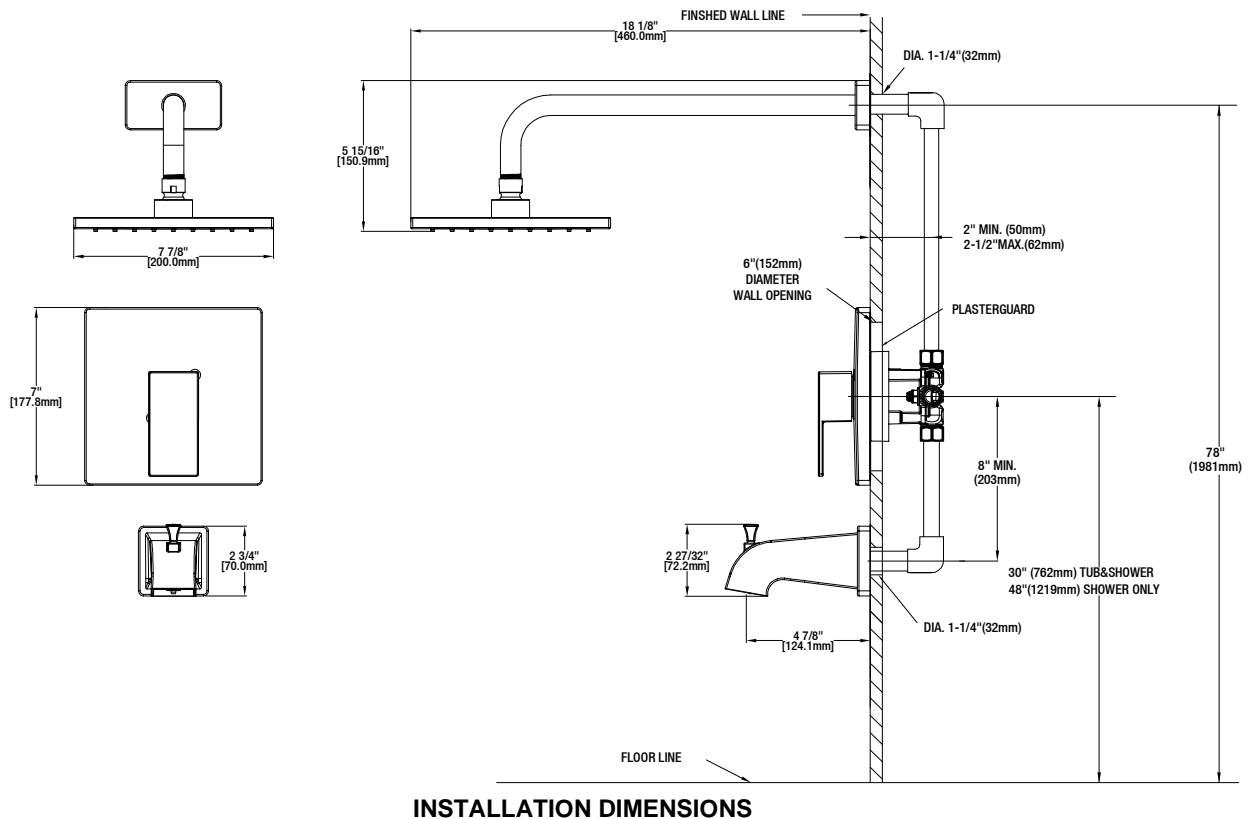 FINSHED WALL LINE
18 1/8"
[460.0mm]
DIA. 1-1/4"(32mm)
5 15/16"
[150.9mm]
7 7/8"
[200.0mm]
2" MIN. (50mm)
2-1/2"MAX.(62mm)
6"(152mm)
DIAMETER
WALL OPENING
PLASTERGUARD
7"
[177.8mm]
8" MIN.
(203mm)
78"
(1981mm)
2 3/4"
[70.0mm]
2 27/32"
[72.2mm]
30" (762mm) TUB&SHOWER
48"(1219mm) SHOWER ONLY
4 7/8"
[124.1mm]
DIA. 1-1/4"(32mm)
FLOOR LINE
INSTALLATION DIMENSIONS